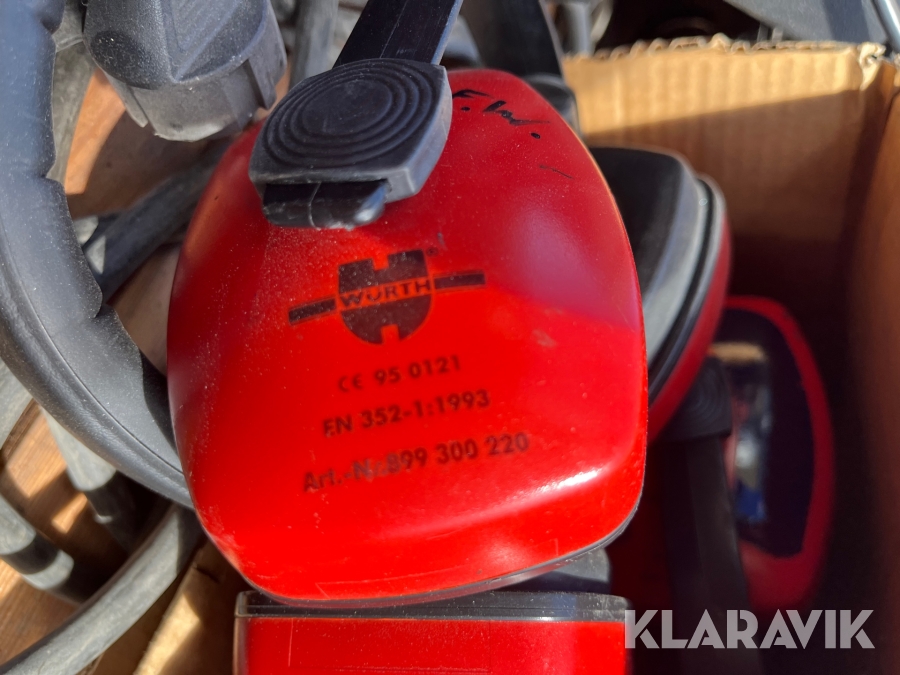 F.W.
WÜRTH
CE 95 0121
EN 352-1:1993
Art.-Nr. 899 300 220
KLARAVIK